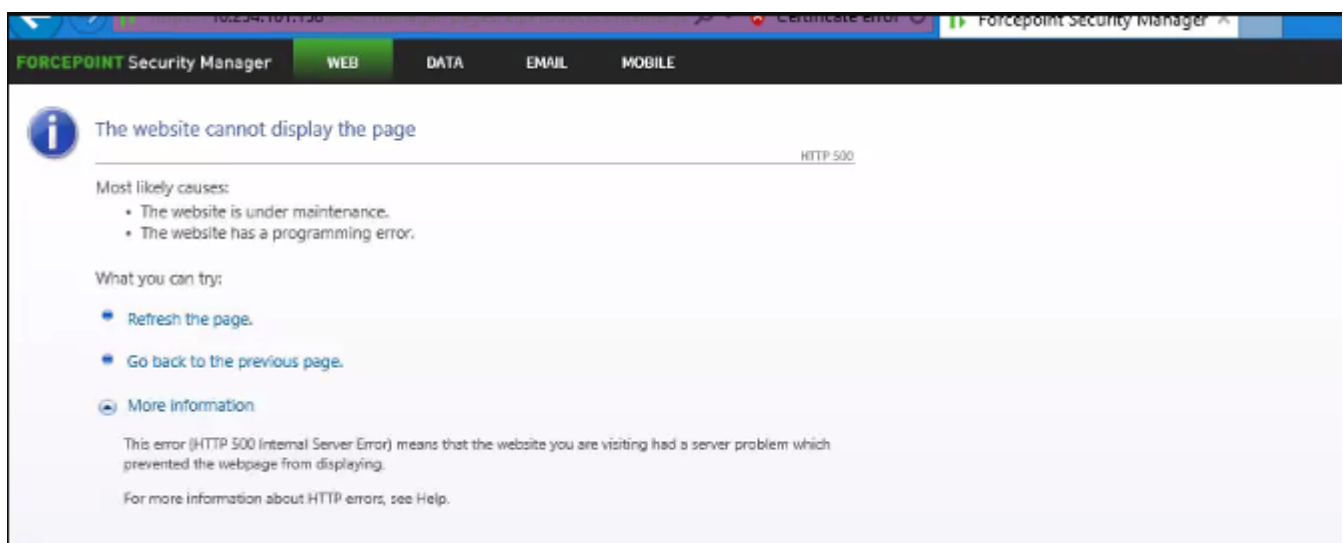 Certificate error
Forcepoint Security Manager
FORCEPOINT Security Manager WEB DATA EMAIL MOBILE
The website cannot display the page
HTTP 500
Most likely causes:
• The website is under maintenance.
• The website has a programming error.
What you can try:
Refresh the page.
Go back to the previous page.
More information
This error (HTTP 500 Internal Server Error) means that the website you are visiting had a server problem which
prevented the webpage from displaying.
For more information about HTTP errors, see Help.